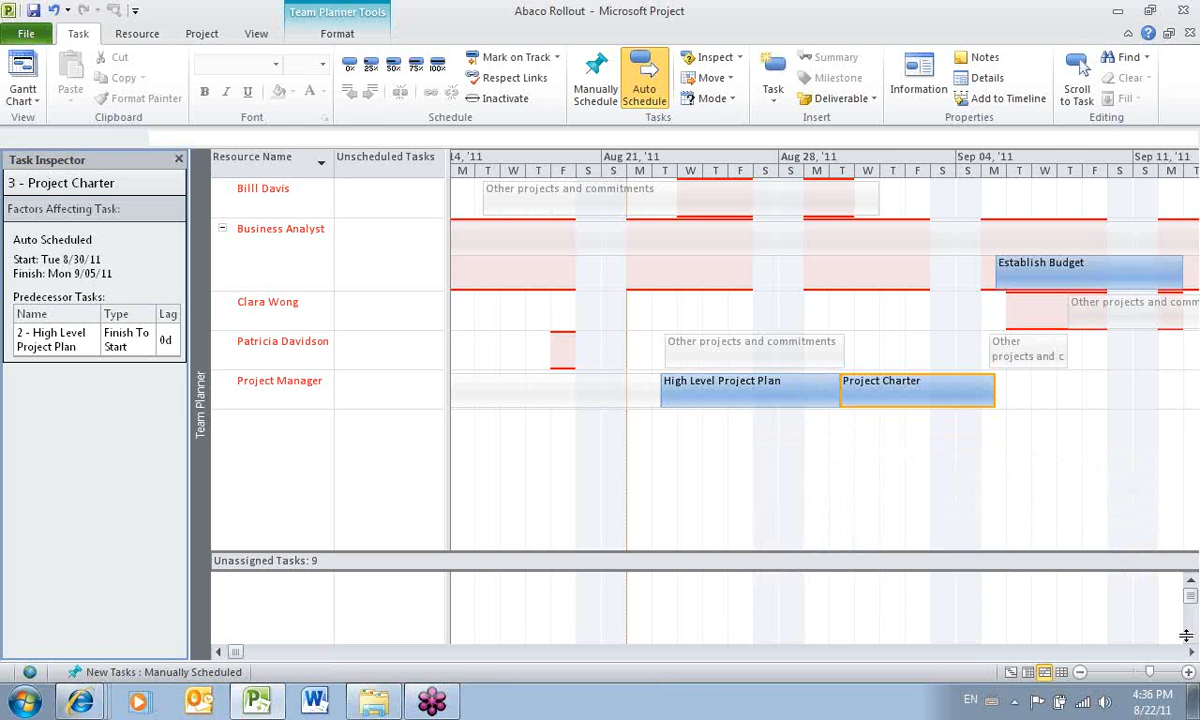 Team Planner Tools
Abaco Rollout - Microsoft Project
File Task Resource Project View Format
Gantt Chart
View
Paste
Cut
Copy
Format Painter
Clipboard
B I U A
Font
0% 25% 50% 75% 100%
Mark on Track
Respect Links
Inactivate
Schedule
Manually Schedule
Auto Schedule
Inspect
Move
Mode
Tasks
Task
Summary
Milestone
Deliverable
Insert
Information
Notes
Details
Add to Timeline
Properties
Scroll to Task
Find
Clear
Fill
Editing
Task Inspector
3 - Project Charter
Factors Affecting Task:
Auto Scheduled
Start: Tue 8/30/11
Finish: Mon 9/05/11
Predecessor Tasks:
Name Type Lag
2 - High Level Project Plan Finish To Start 0d
Team Planner
Resource Name Unscheduled Tasks
14, '11 Aug 21, '11 Aug 28, '11 Sep 04, '11 Sep 11, '11
M T W T F S S M T W T F S S M T W T F S S M T W T F S S M T
Billl Davis
Other projects and commitments
Business Analyst
Establish Budget
Clara Wong
Other projects and comm
Patricia Davidson
Other projects and commitments
Other projects and c
Project Manager
High Level Project Plan
Project Charter
Unassigned Tasks: 9
New Tasks : Manually Scheduled
EN
4:36 PM
8/22/11